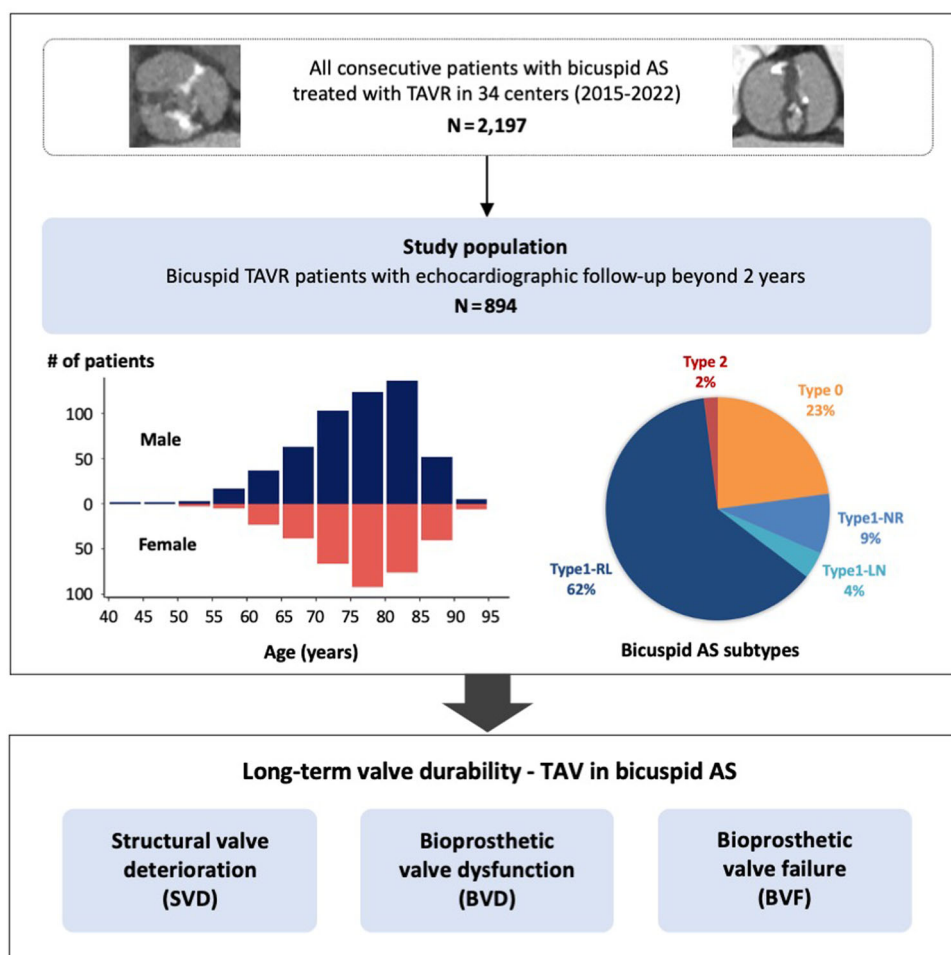 All consecutive patients with bicuspid AS
treated with TAVR in 34 centers (2015-2022)
N = 2,197
Study population
Bicuspid TAVR patients with echocardiographic follow-up beyond 2 years
N = 894
# of patients
100
50
0
50
100
Male
Female
40 45 50 55 60 65 70 75 80 85 90 95
Age (years)
Type 2
2%
Type 0
23%
Type1-NR
9%
Type1-LN
4%
Type1-RL
62%
Bicuspid AS subtypes
Long-term valve durability - TAV in bicuspid AS
Structural valve
deterioration
(SVD)
Bioprosthetic
valve dysfunction
(BVD)
Bioprosthetic
valve failure
(BVF)